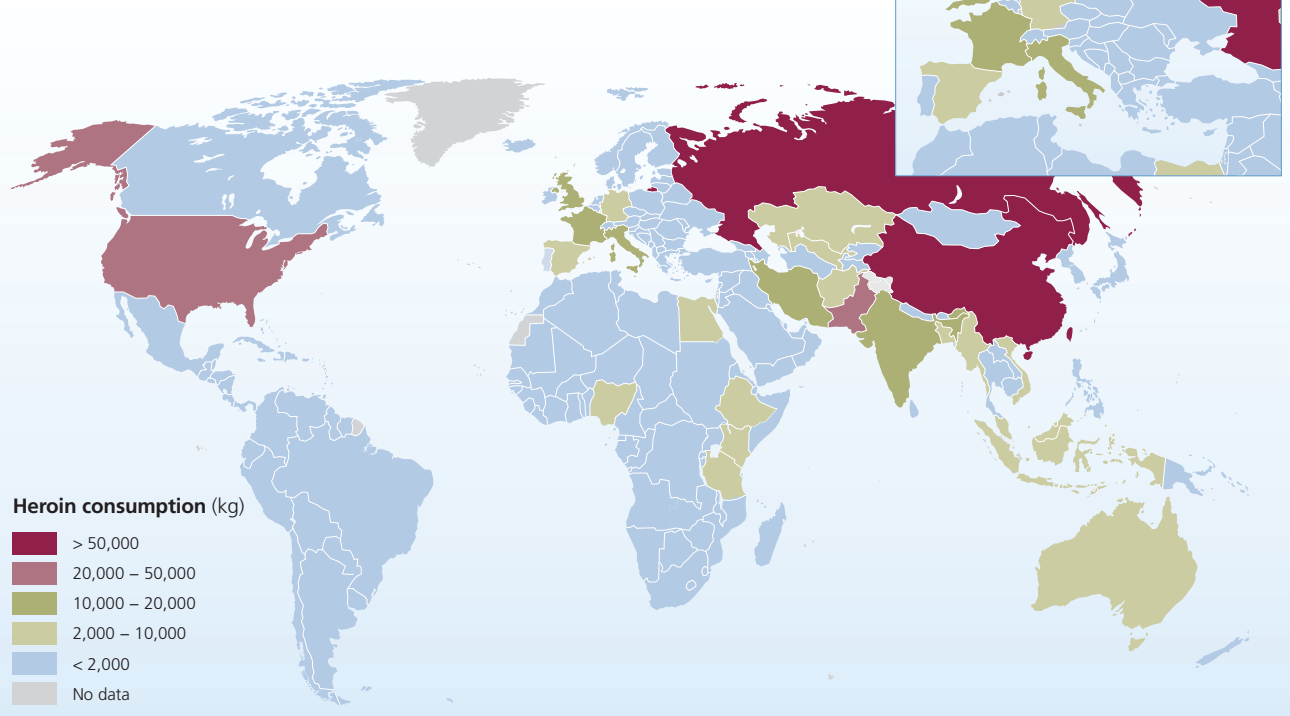 Heroin consumption (kg)
> 50,000
20,000 – 50,000
10,000 – 20,000
2,000 – 10,000
< 2,000
No data